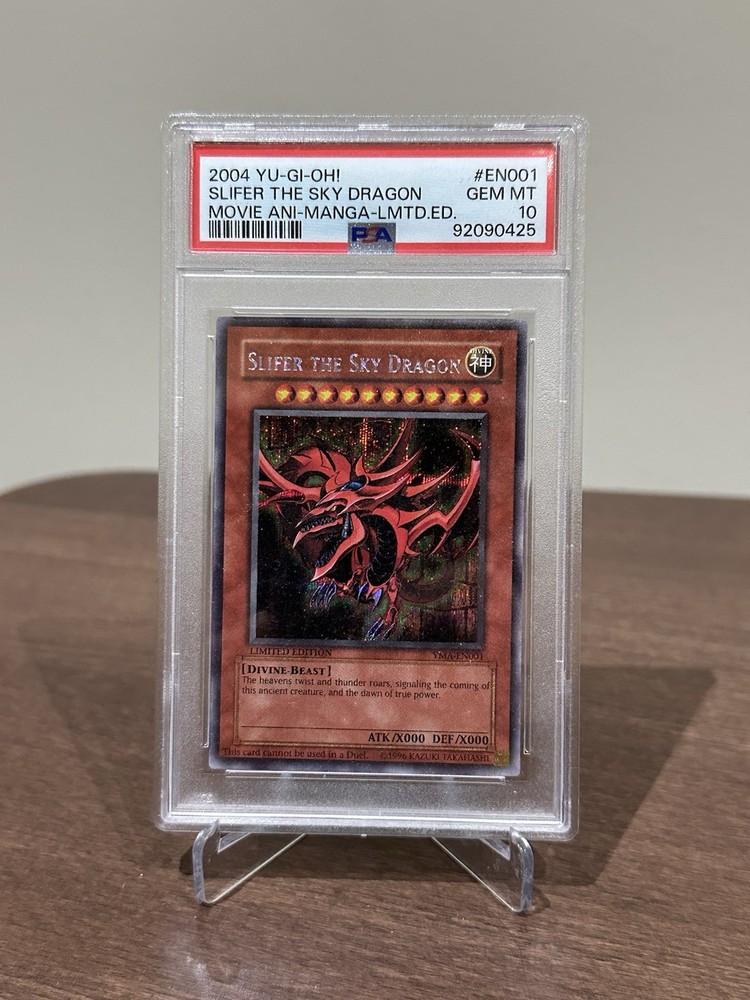 2004 YU-GI-OH! #EN001
SLIFER THE SKY DRAGON GEM MT
MOVIE ANI-MANGA-LMTD.ED. 10
PSA 92090425
SLIFER THE SKY DRAGON DIVINE 神
LIMITED EDITION YMA-EN001
[DIVINE-BEAST]
The heavens twist and thunder roars, signaling the coming of
this ancient creature, and the dawn of true power.
ATK/X000 DEF/X000
This card cannot be used in a Duel. ©1996 KAZUKI TAKAHASHI